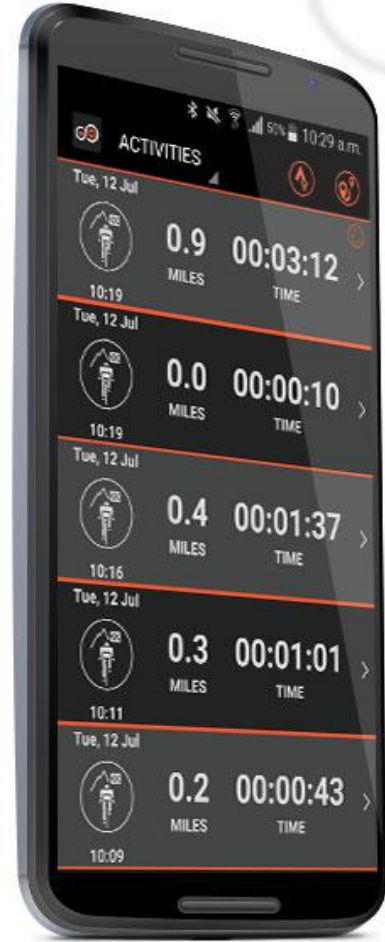 50% 10:29 a.m.
ACTIVITIES
Tue, 12 Jul
0.9 00:03:12
MILES TIME
10:19
Tue, 12 Jul
0.0 00:00:10
MILES TIME
10:19
Tue, 12 Jul
0.4 00:01:37
MILES TIME
10:16
Tue, 12 Jul
0.3 00:01:01
MILES TIME
10:11
Tue, 12 Jul
0.2 00:00:43
MILES TIME
10:09